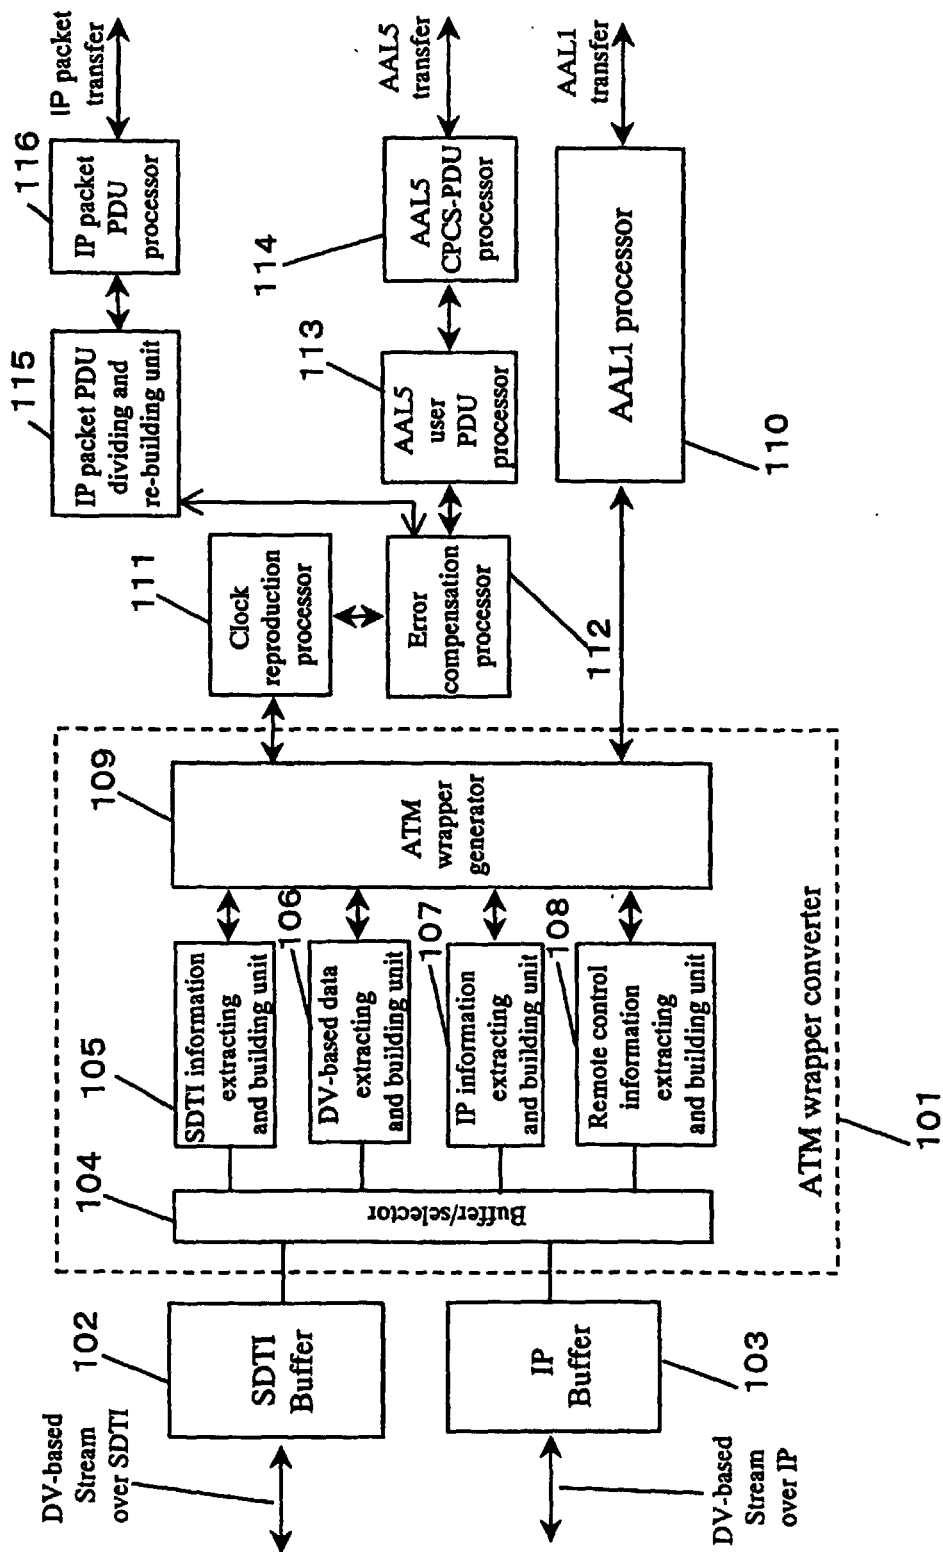 DV-based
Stream
over SDTI
102
SDTI
Buffer
DV-based
Stream
over IP
103
IP
Buffer
104
Buffer/selector
105
SDTI information
extracting
and building unit
106
DV-based data
extracting
and building unit
107
IP information
extracting
and building unit
108
Remote control
information
extracting
and building unit
109
ATM
wrapper
generator
ATM wrapper converter
101
111
Clock
reproduction
processor
Error
compensation
processor
112
115
IP packet PDU
dividing and
re-building unit
116
IP packet
PDU
processor
IP packet
transfer
113
AAL5
user
PDU
processor
114
AAL5
CPCS-PDU
processor
AAL5
transfer
AAL1 processor
110
AAL1
transfer